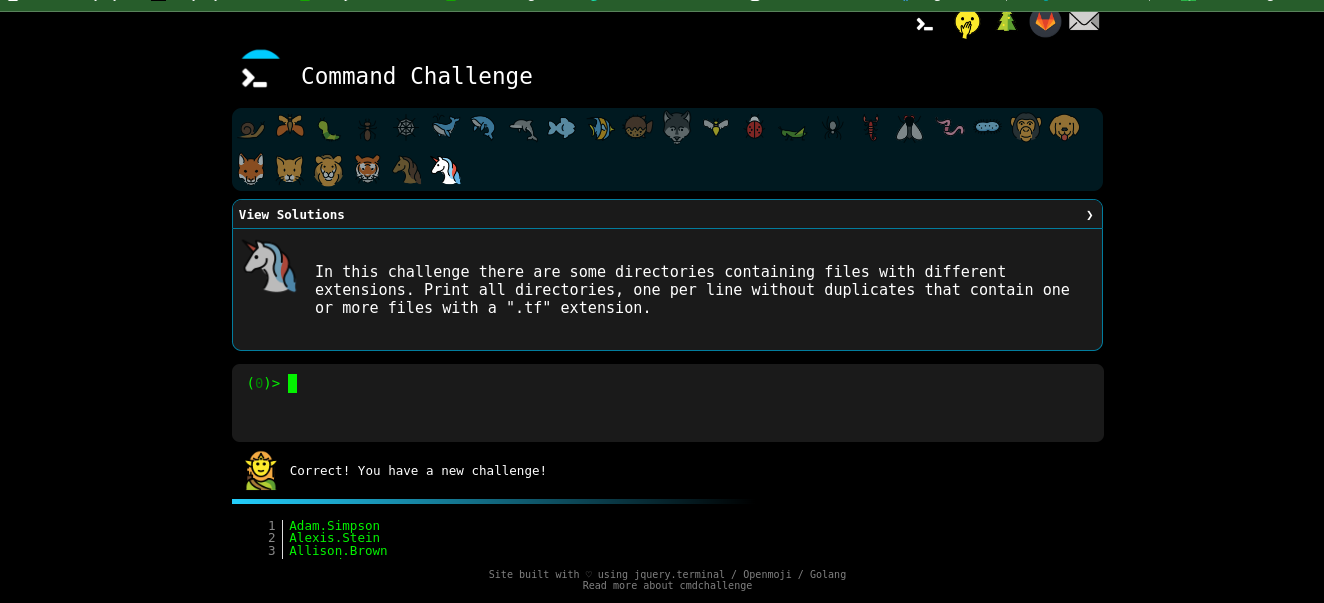 Command Challenge
View Solutions ❯
In this challenge there are some directories containing files with different
extensions. Print all directories, one per line without duplicates that contain one
or more files with a ".tf" extension.
(0)>
Correct! You have a new challenge!
1 Adam.Simpson
2 Alexis.Stein
3 Allison.Brown
Site built with ♡ using jquery.terminal / Openmoji / Golang
Read more about cmdchallenge